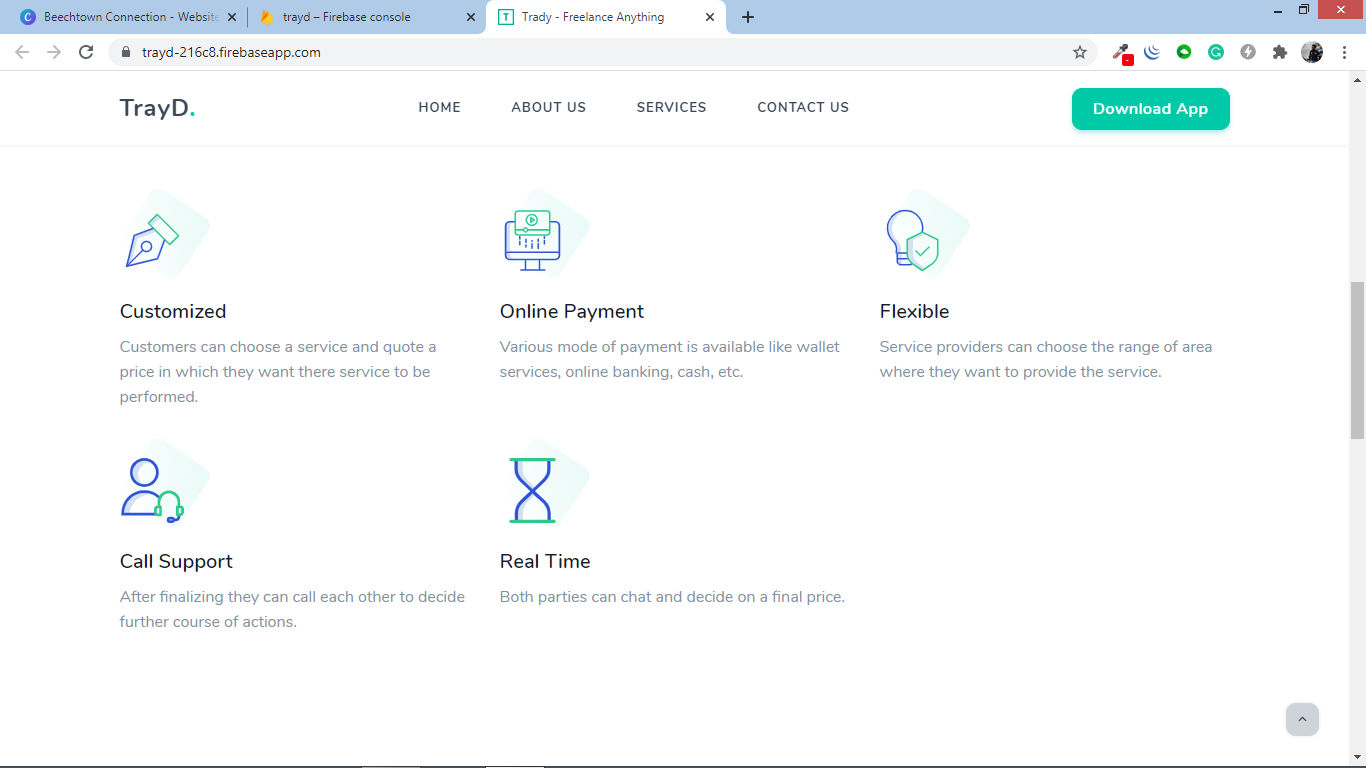 Beechtown Connection - Website
trayd – Firebase console
Trady - Freelance Anything
trayd-216c8.firebaseapp.com
TrayD.
HOME
ABOUT US
SERVICES
CONTACT US
Download App
Customized
Customers can choose a service and quote a
price in which they want there service to be
performed.
Online Payment
Various mode of payment is available like wallet
services, online banking, cash, etc.
Flexible
Service providers can choose the range of area
where they want to provide the service.
Call Support
After finalizing they can call each other to decide
further course of actions.
Real Time
Both parties can chat and decide on a final price.